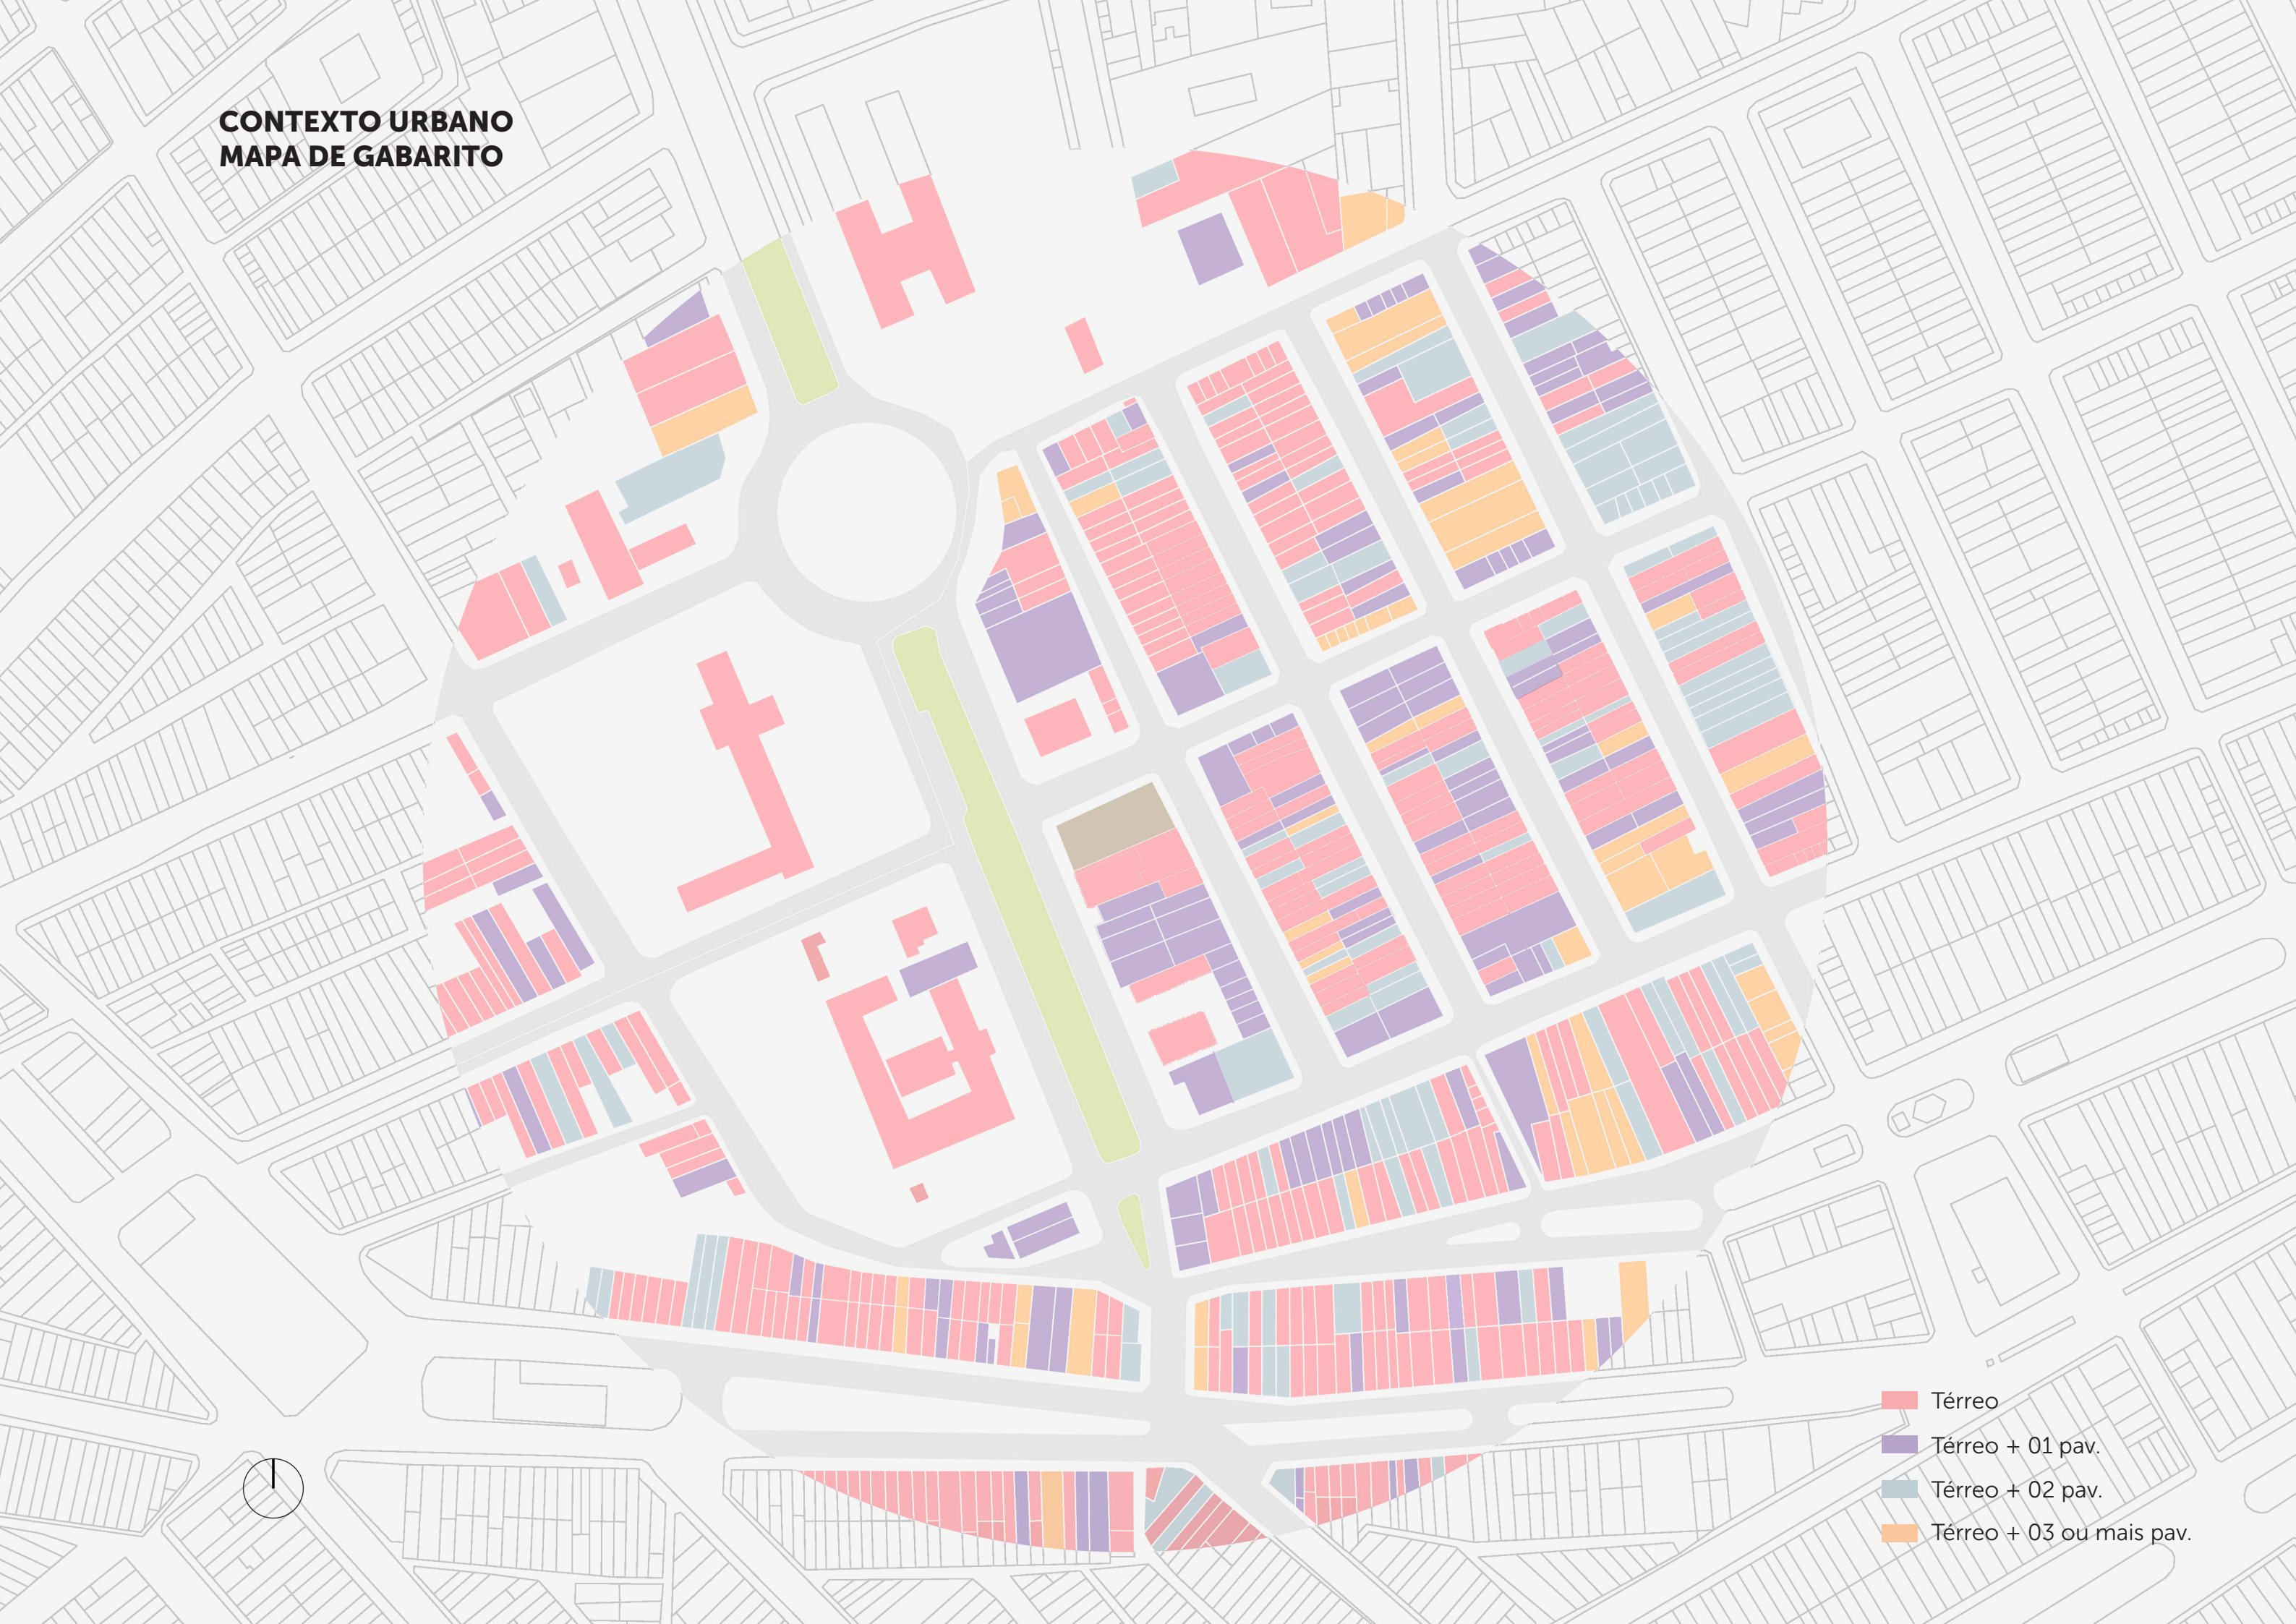 CONTEXTO URBANO
MAPA DE GABARITO
Térreo
Térreo + 01 pav.
Térreo + 02 pav.
Térreo + 03 ou mais pav.